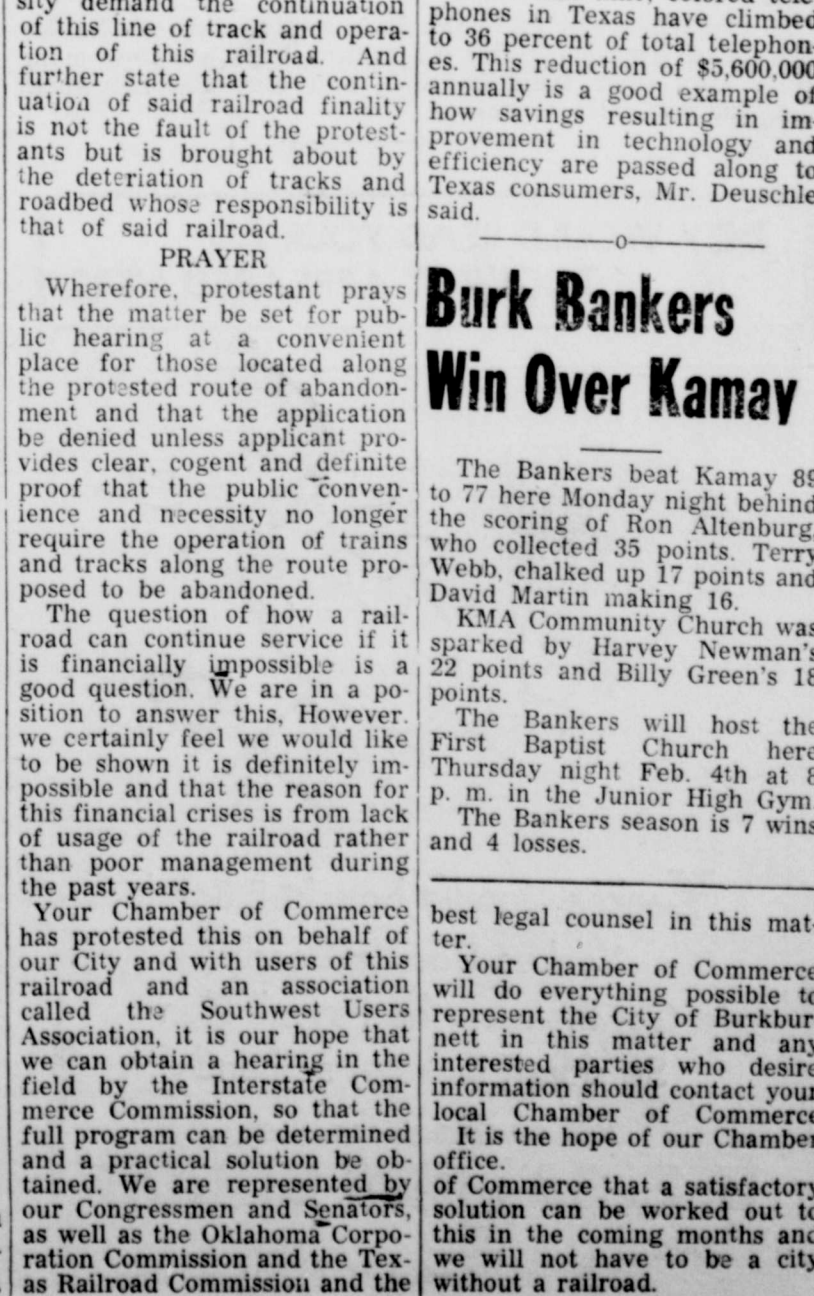 demand the continuation
of this line of track and opera-
tion of this railroad. And
further state that the contin-
uation of said railroad finality
is not the fault of the protest-
ants but is brought about by
the deteriation of tracks and
roadbed whose responsibility is
that of said railroad.
PRAYER
Wherefore, protestant prays
that the matter be set for pub-
lic hearing at a convenient
place for those located along
the protested route of abandon-
ment and that the application
be denied unless applicant pro-
vides clear, cogent and definite
proof that the public conven-
ience and necessity no longer
require the operation of trains
and tracks along the route pro-
posed to be abandoned.
The question of how a rail-
road can continue service if it
is financially impossible is a
good question. We are in a po-
sition to answer this, However.
we certainly feel we would like
to be shown it is definitely im-
possible and that the reason for
this financial crises is from lack
of usage of the railroad rather
than poor management during
the past years.
Your Chamber of Commerce
has protested this on behalf of
our City and with users of this
railroad and an association
called the Southwest Users
Association, it is our hope that
we can obtain a hearing in the
field by the Interstate Com-
merce Commission, so that the
full program can be determined
and a practical solution be ob-
tained. We are represented by
our Congressmen and Senators,
as well as the Oklahoma Corpo-
ration Commission and the Tex-
as Railroad Commission and the
phones in Texas have climbed
to 36 percent of total telephon
es. This reduction of $5,600,000
annually is a good example of
how savings resulting in im
provement in technology and
efficiency are passed along to
Texas consumers, Mr. Deuschle
said.
o
Burk Bankers
Win Over Kamay
The Bankers beat Kamay 89
to 77 here Monday night behind
the scoring of Ron Altenburg,
who collected 35 points. Terry
Webb, chalked up 17 points and
David Martin making 16.
KMA Community Church was
sparked by Harvey Newman's
22 points and Billy Green's 18
points.
The Bankers will host the
First Baptist Church here
Thursday night Feb. 4th at 8
p. m. in the Junior High Gym
The Bankers season is 7 wins
and 4 losses.
best legal counsel in this mat-
ter.
Your Chamber of Commerce
will do everything possible to
represent the City of Burkbur
nett in this matter and any
interested parties who desire
information should contact your
local Chamber of Commerce
It is the hope of our Chamber
office.
of Commerce that a satisfactory
solution can be worked out to
this in the coming months and
we will not have to be a city
without a railroad.